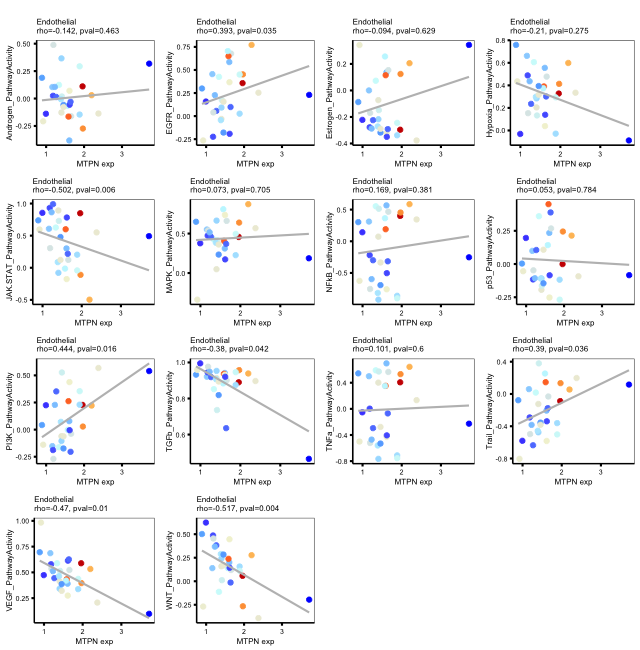 Endothelial
rho=-0.142, pval=0.463
Androgen_PathwayActivity
0.50
0.25
0.00
-0.25
1
2
3
MTPN exp
Endothelial
rho=0.393, pval=0.035
EGFR_PathwayActivity
0.75
0.50
0.25
0.00
-0.25
1
2
3
MTPN exp
Endothelial
rho=-0.094, pval=0.629
Estrogen_PathwayActivity
0.2
0.0
-0.2
-0.4
1
2
3
MTPN exp
Endothelial
rho=-0.21, pval=0.275
Hypoxia_PathwayActivity
0.8
0.4
0.0
1
2
3
MTPN exp
Endothelial
rho=-0.502, pval=0.006
JAK.STAT_PathwayActivity
1.0
0.5
0.0
-0.5
1
2
3
MTPN exp
Endothelial
rho=0.073, pval=0.705
MAPK_PathwayActivity
0.5
0.0
1
2
3
MTPN exp
Endothelial
rho=0.169, pval=0.381
NFkB_PathwayActivity
0.5
0.0
-0.5
1
2
3
MTPN exp
Endothelial
rho=0.053, pval=0.784
p53_PathwayActivity
0.25
0.00
-0.25
1
2
3
MTPN exp
Endothelial
rho=0.444, pval=0.016
PI3K_PathwayActivity
0.50
0.25
0.00
-0.25
1
2
3
MTPN exp
Endothelial
rho=-0.38, pval=0.042
TGFb_PathwayActivity
1.0
0.8
0.6
1
2
3
MTPN exp
Endothelial
rho=0.101, pval=0.6
TNFa_PathwayActivity
0.4
0.0
-0.4
-0.8
1
2
3
MTPN exp
Endothelial
rho=0.39, pval=0.036
Trail_PathwayActivity
0.4
0.0
-0.4
-0.8
1
2
3
MTPN exp
Endothelial
rho=-0.47, pval=0.01
VEGF_PathwayActivity
1.00
0.75
0.50
0.25
1
2
3
MTPN exp
Endothelial
rho=-0.517, pval=0.004
WNT_PathwayActivity
0.50
0.25
0.00
-0.25
1
2
3
MTPN exp